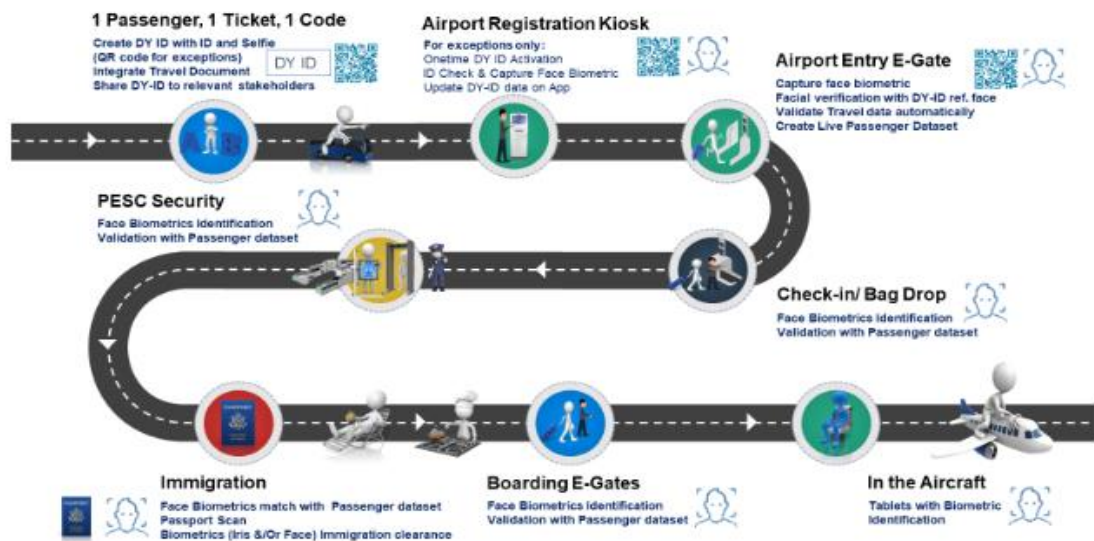 1 Passenger, 1 Ticket, 1 Code
Create DY ID with ID and Selfie
(QR code for exceptions)
Integrate Travel Document
Share DY-ID to relevant stakeholders
DY ID
Airport Registration Kiosk
For exceptions only:
Onetime DY ID Activation
ID Check & Capture Face Biometric
Update DY-ID data on App
Airport Entry E-Gate
Capture face biometric
Facial verification with DY-ID ref. face
Validate Travel data automatically
Create Live Passenger Dataset
PESC Security
Face Biometrics Identification
Validation with Passenger dataset
Check-in/ Bag Drop
Face Biometrics Identification
Validation with Passenger dataset
Immigration
Face Biometrics match with Passenger dataset
Passport Scan
Biometrics (Iris &/Or Face) Immigration clearance
Boarding E-Gates
Face Biometrics Identification
Validation with Passenger dataset
In the Aircraft
Tablets with Biometric
Identification